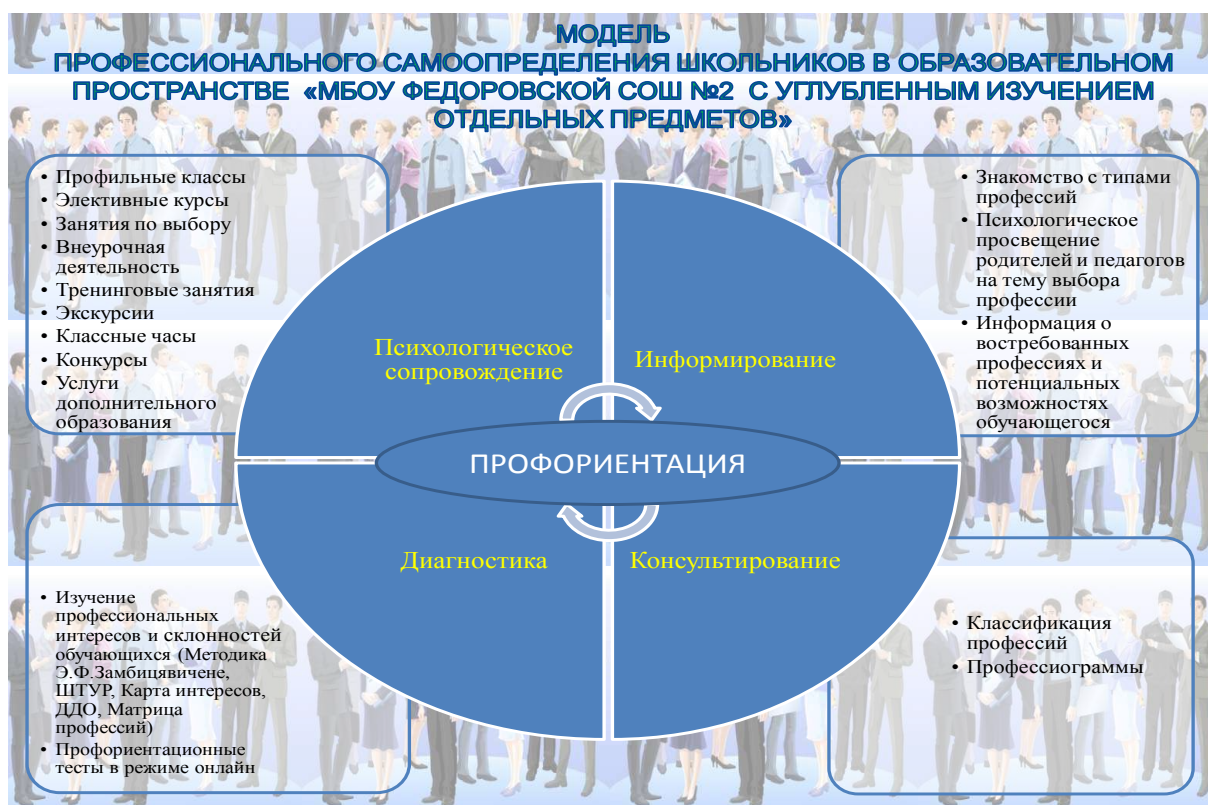 МОДЕЛЬ
ПРОФЕССИОНАЛЬНОГО САМООПРЕДЕЛЕНИЯ ШКОЛЬНИКОВ В ОБРАЗОВАТЕЛЬНОМ
ПРОСТРАНСТВЕ «МБОУ ФЕДОРОВСКОЙ СОШ №2 С УГЛУБЛЕННЫМ ИЗУЧЕНИЕМ
ОТДЕЛЬНЫХ ПРЕДМЕТОВ»
• Профильные классы
• Элективные курсы
• Занятия по выбору
• Внеурочная
деятельность
• Тренинговые занятия
• Экскурсии
• Классные часы
• Конкурсы
• Услуги
дополнительного
образования
• Знакомство с типами
профессий
• Психологическое
просвещение
родителей и педагогов
на тему выбора
профессии
• Информация о
востребованных
профессиях и
потенциальных
возможностях
обучающегося
Психологическое
сопровождение
Информирование
ПРОФОРИЕНТАЦИЯ
Диагностика
Консультирование
• Изучение
профессиональных
интересов и склонностей
обучающихся (Методика
Э.Ф.Замбицявичене,
ШТУР, Карта интересов,
ДДО, Матрица
профессий)
• Профориентационные
тесты в режиме онлайн
• Классификация
профессий
• Профессиограммы